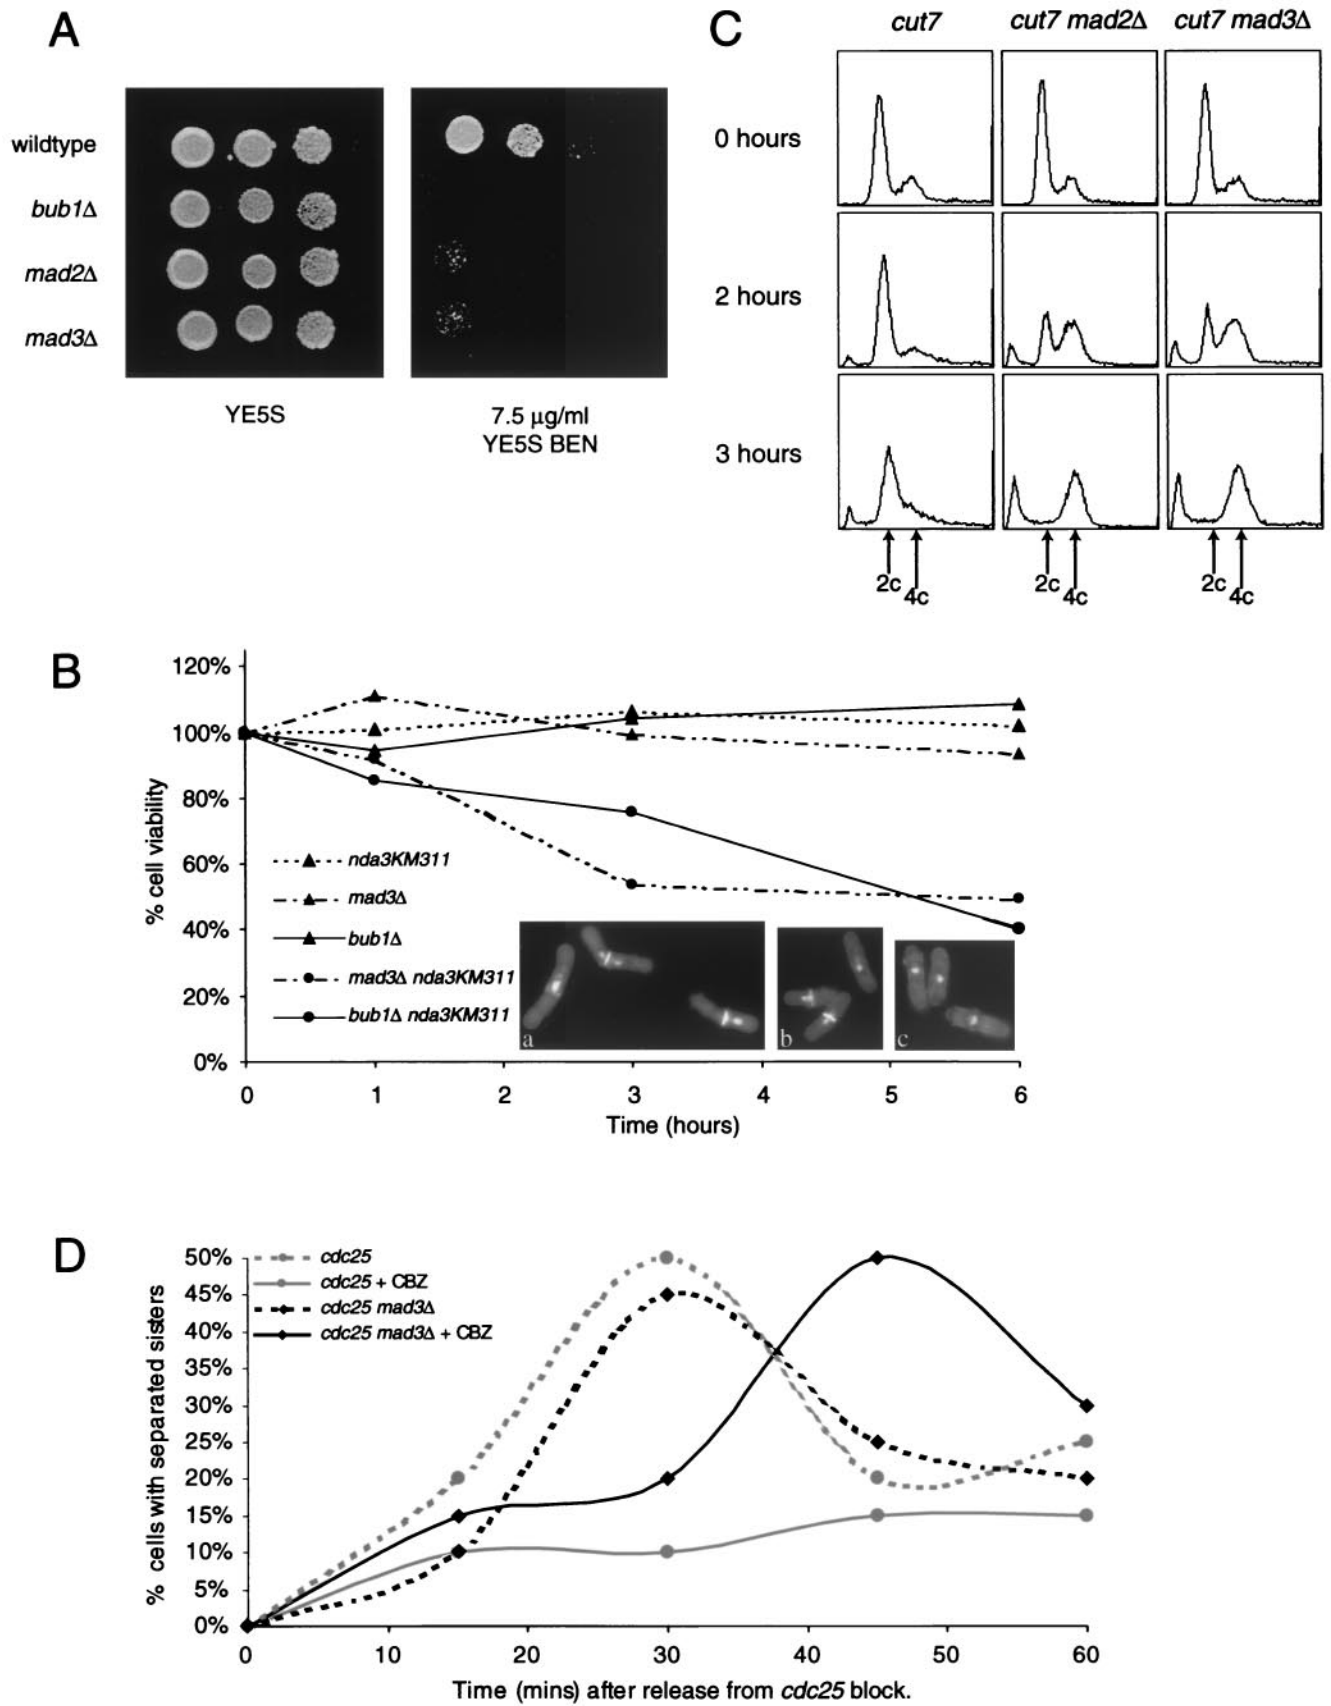 A
wildtype
bub1Δ
mad2Δ
mad3Δ
YE5S
7.5 µg/ml
YE5S BEN
C
cut7
cut7 mad2Δ
cut7 mad3Δ
0 hours
2 hours
3 hours
2c
4c
2c
4c
2c
4c
B
% cell viability
120%
100%
80%
60%
40%
20%
0%
nda3KM311
mad3Δ
bub1Δ
mad3Δ nda3KM311
bub1Δ nda3KM311
a
b
c
0 1 2 3 4 5 6
Time (hours)
D
% cells with separated sisters
50%
45%
40%
35%
30%
25%
20%
15%
10%
5%
0%
cdc25
cdc25 + CBZ
cdc25 mad3Δ
cdc25 mad3Δ + CBZ
0 10 20 30 40 50 60
Time (mins) after release from cdc25 block.